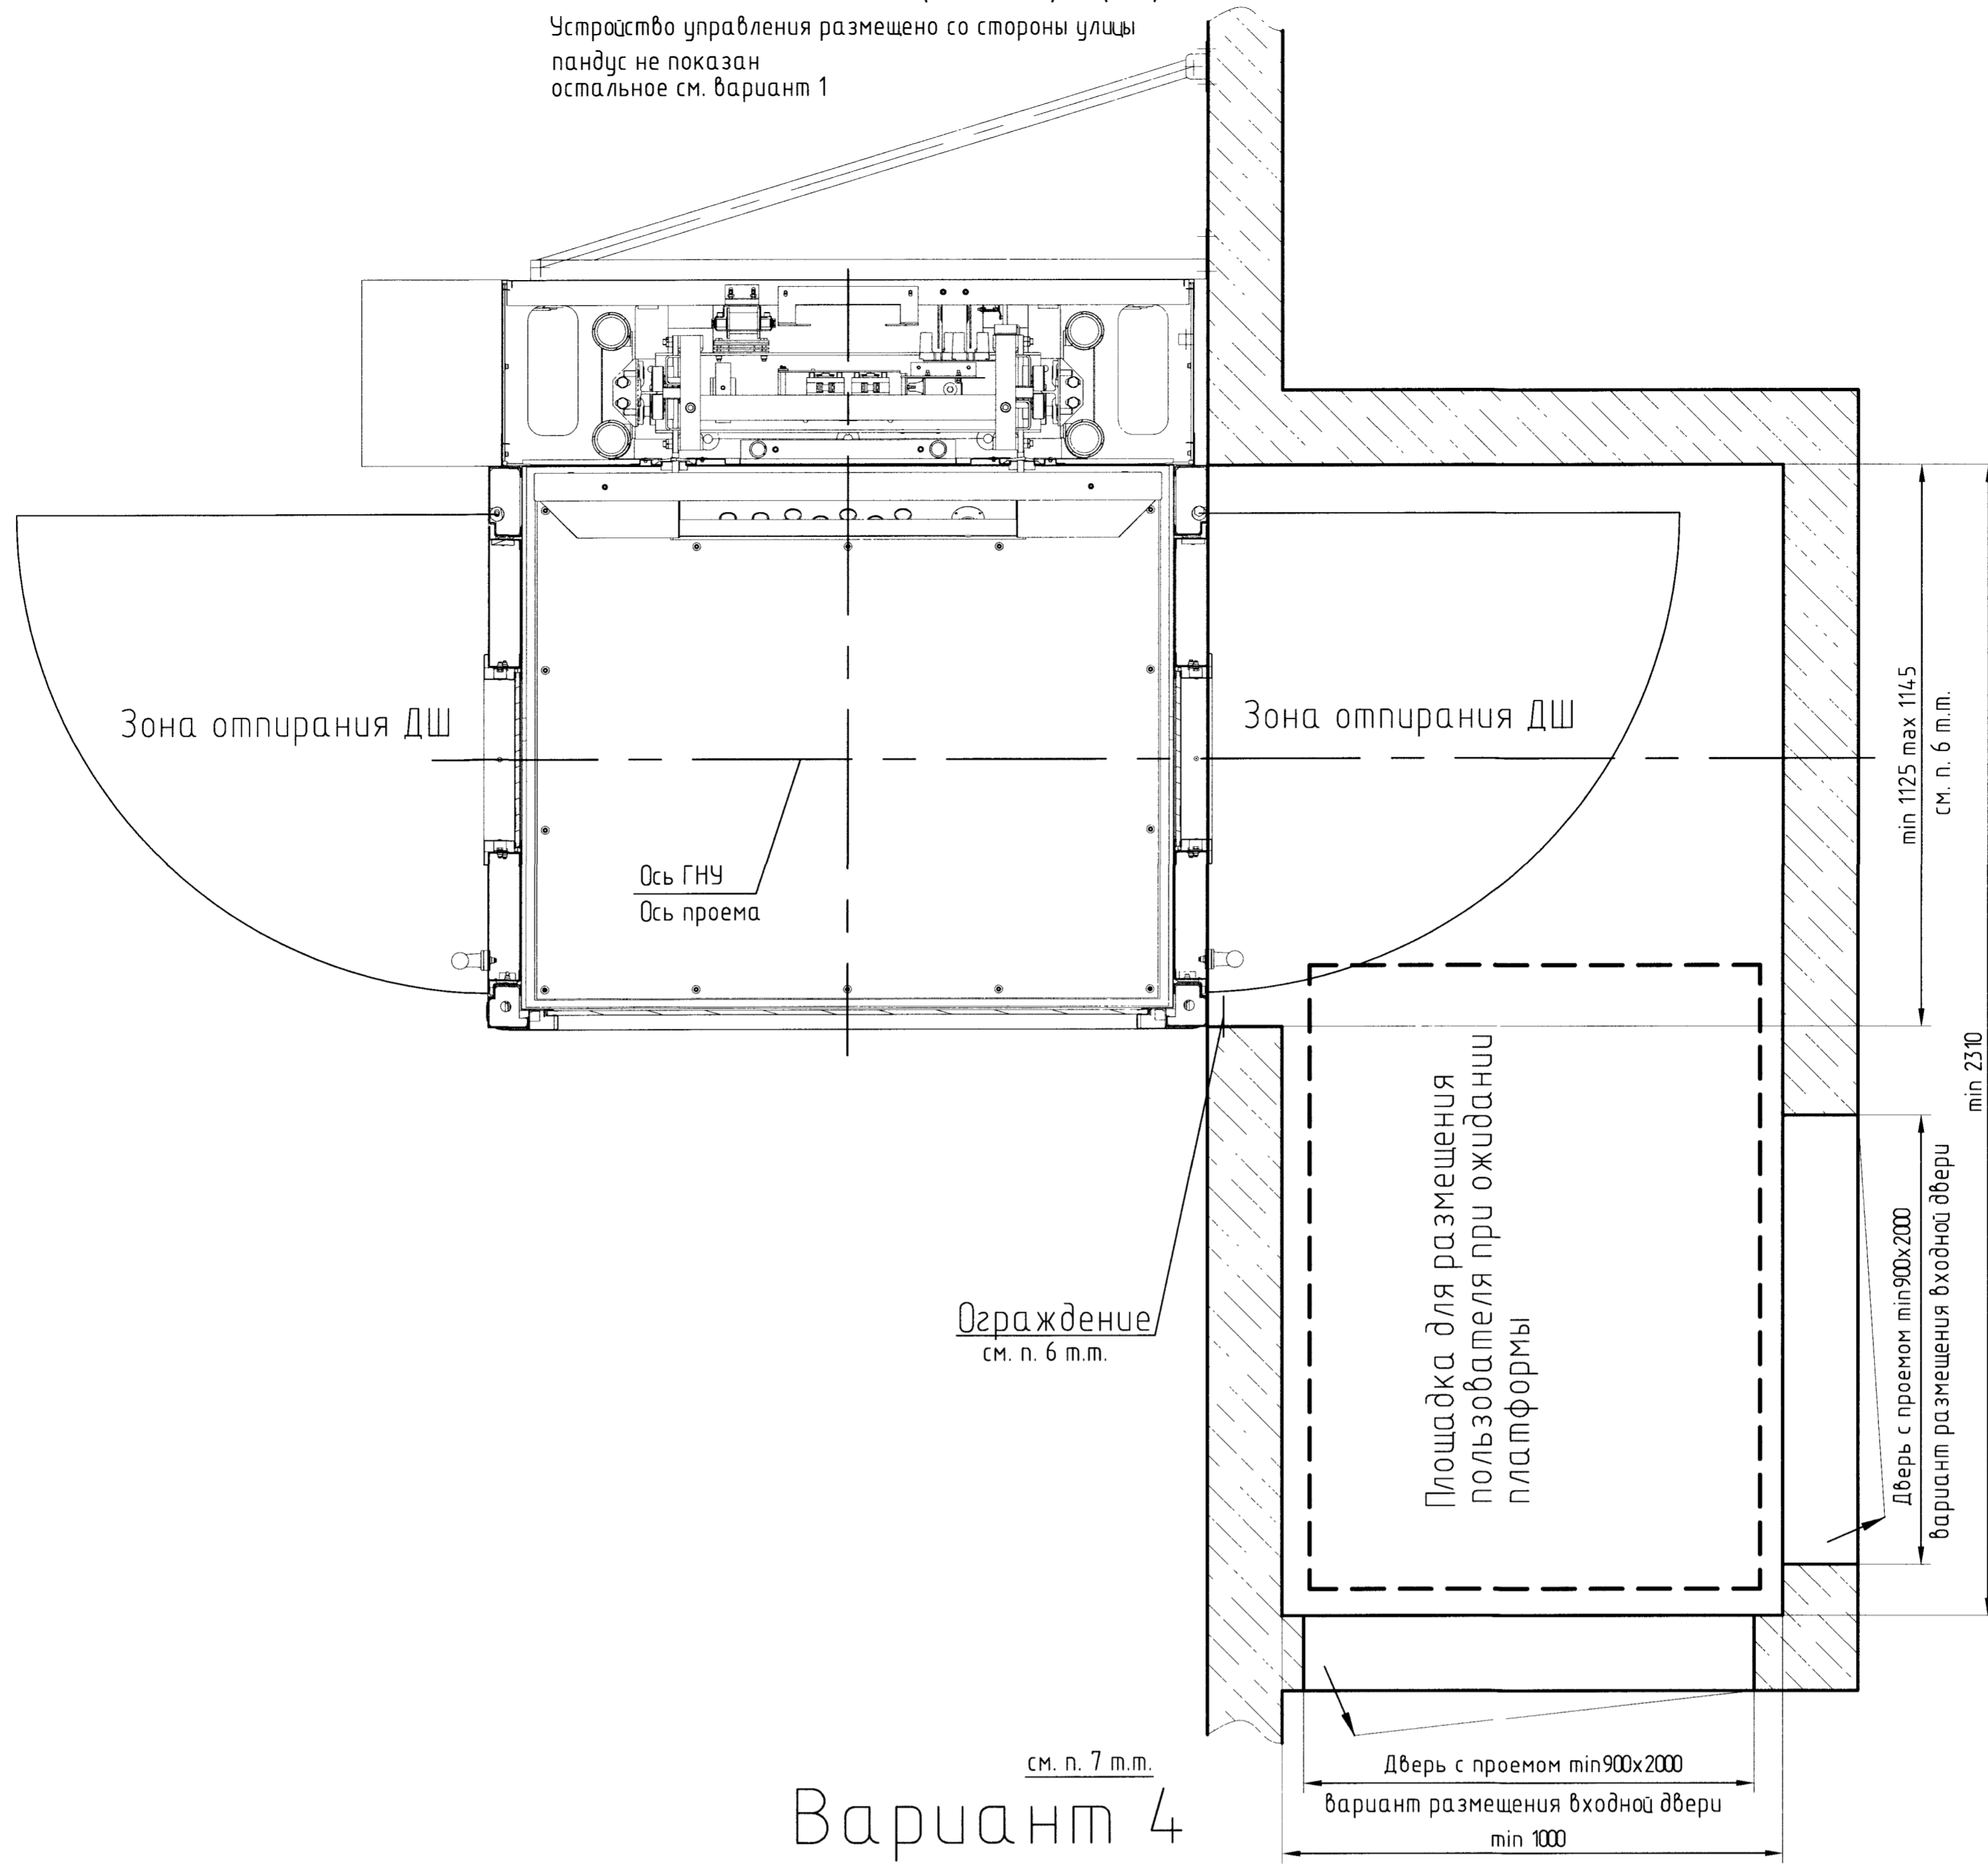 Устройство управления размещено со стороны улицы
пандус не показан
остальное см. вариант 1
Зона отпирания ДШ
Зона отпирания ДШ
min 1125 max 1145
см. п. 6 т.т.
Ось ГНУ
Ось проема
min 2310
Площадка для размещения
пользователя при ожидании
платформы
Дверь с проемом min900x2000
вариант размещения входной двери
Ограждение
см. п. 6 т.т.
см. п. 7 т.т.
Вариант 4
Дверь с проемом min900x2000
вариант размещения входной двери
min 1000